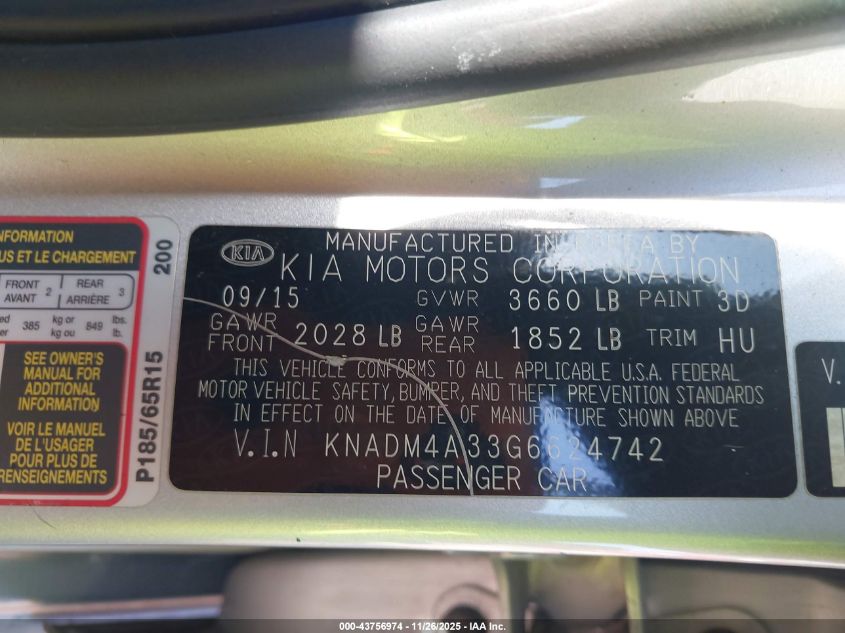 NFORMATION
US ET LE CHARGEMENT
FRONT
AVANT 2
REAR
ARRIÈRE 3
385 kg or
kg ou 849 lbs.
lb.
SEE OWNER'S
MANUAL FOR
ADDITIONAL
INFORMATION
VOIR LE MANUEL
DE L'USAGER
POUR PLUS DE
RENSEIGNEMENTS
P185/65R15 200
KIA
MANUFACTURED IN KOREA BY
KIA MOTORS CORPORATION
09/15 GVWR 3660 LB PAINT 3D
GAWR
FRONT 2028 LB GAWR
REAR 1852 LB TRIM HU
THIS VEHICLE CONFORMS TO ALL APPLICABLE U.S.A. FEDERAL
MOTOR VEHICLE SAFETY, BUMPER, AND THEFT PREVENTION STANDARDS
IN EFFECT ON THE DATE OF MANUFACTURE SHOWN ABOVE
V.I.N KNADM4A33G6624742
PASSENGER CAR
V.
000-43756974 - 11/26/2025 - IAA Inc.